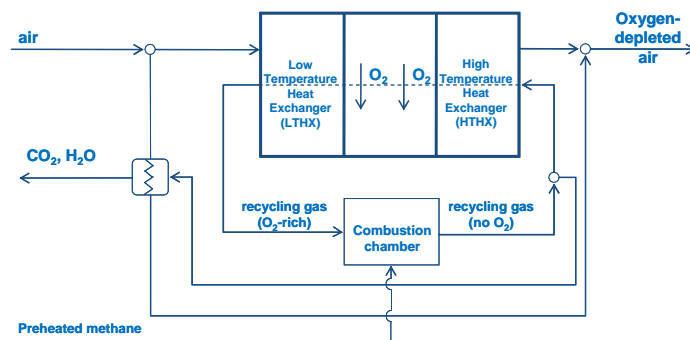 Oxygen-
depleted
air
air
Low
Temperature
Heat
Exchanger
(LTHX)
O₂
O₂
High
Temperature
Heat
Exchanger
(HTHX)
CO₂, H₂O
recycling gas
(O₂-rich)
Combustion
chamber
recycling gas
(no O₂)
Preheated methane